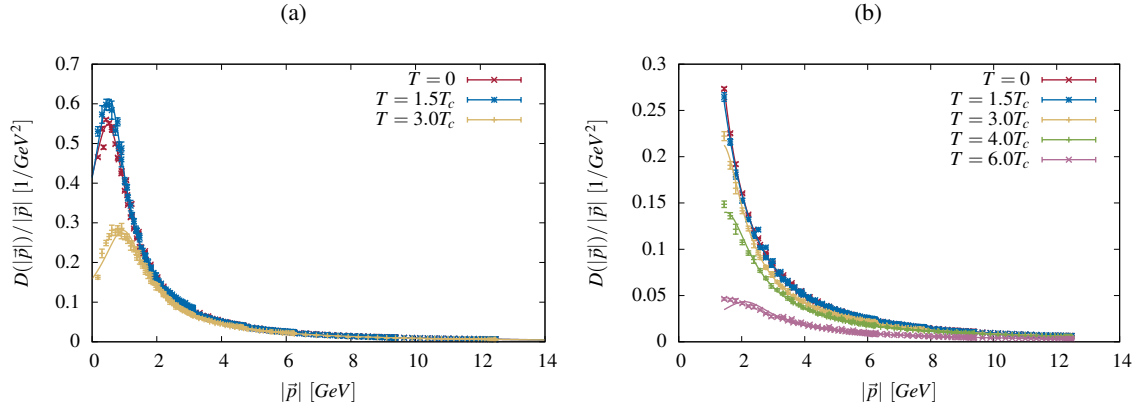 (a)
D(|p⃗|)/|p⃗| [1/GeV²]
0.7
0.6
0.5
0.4
0.3
0.2
0.1
0
0 2 4 6 8 10 12 14
|p⃗| [GeV]
T = 0
T = 1.5T_c
T = 3.0T_c
(b)
D(|p⃗|)/|p⃗| [1/GeV²]
0.3
0.25
0.2
0.15
0.1
0.05
0
0 2 4 6 8 10 12 14
|p⃗| [GeV]
T = 0
T = 1.5T_c
T = 3.0T_c
T = 4.0T_c
T = 6.0T_c